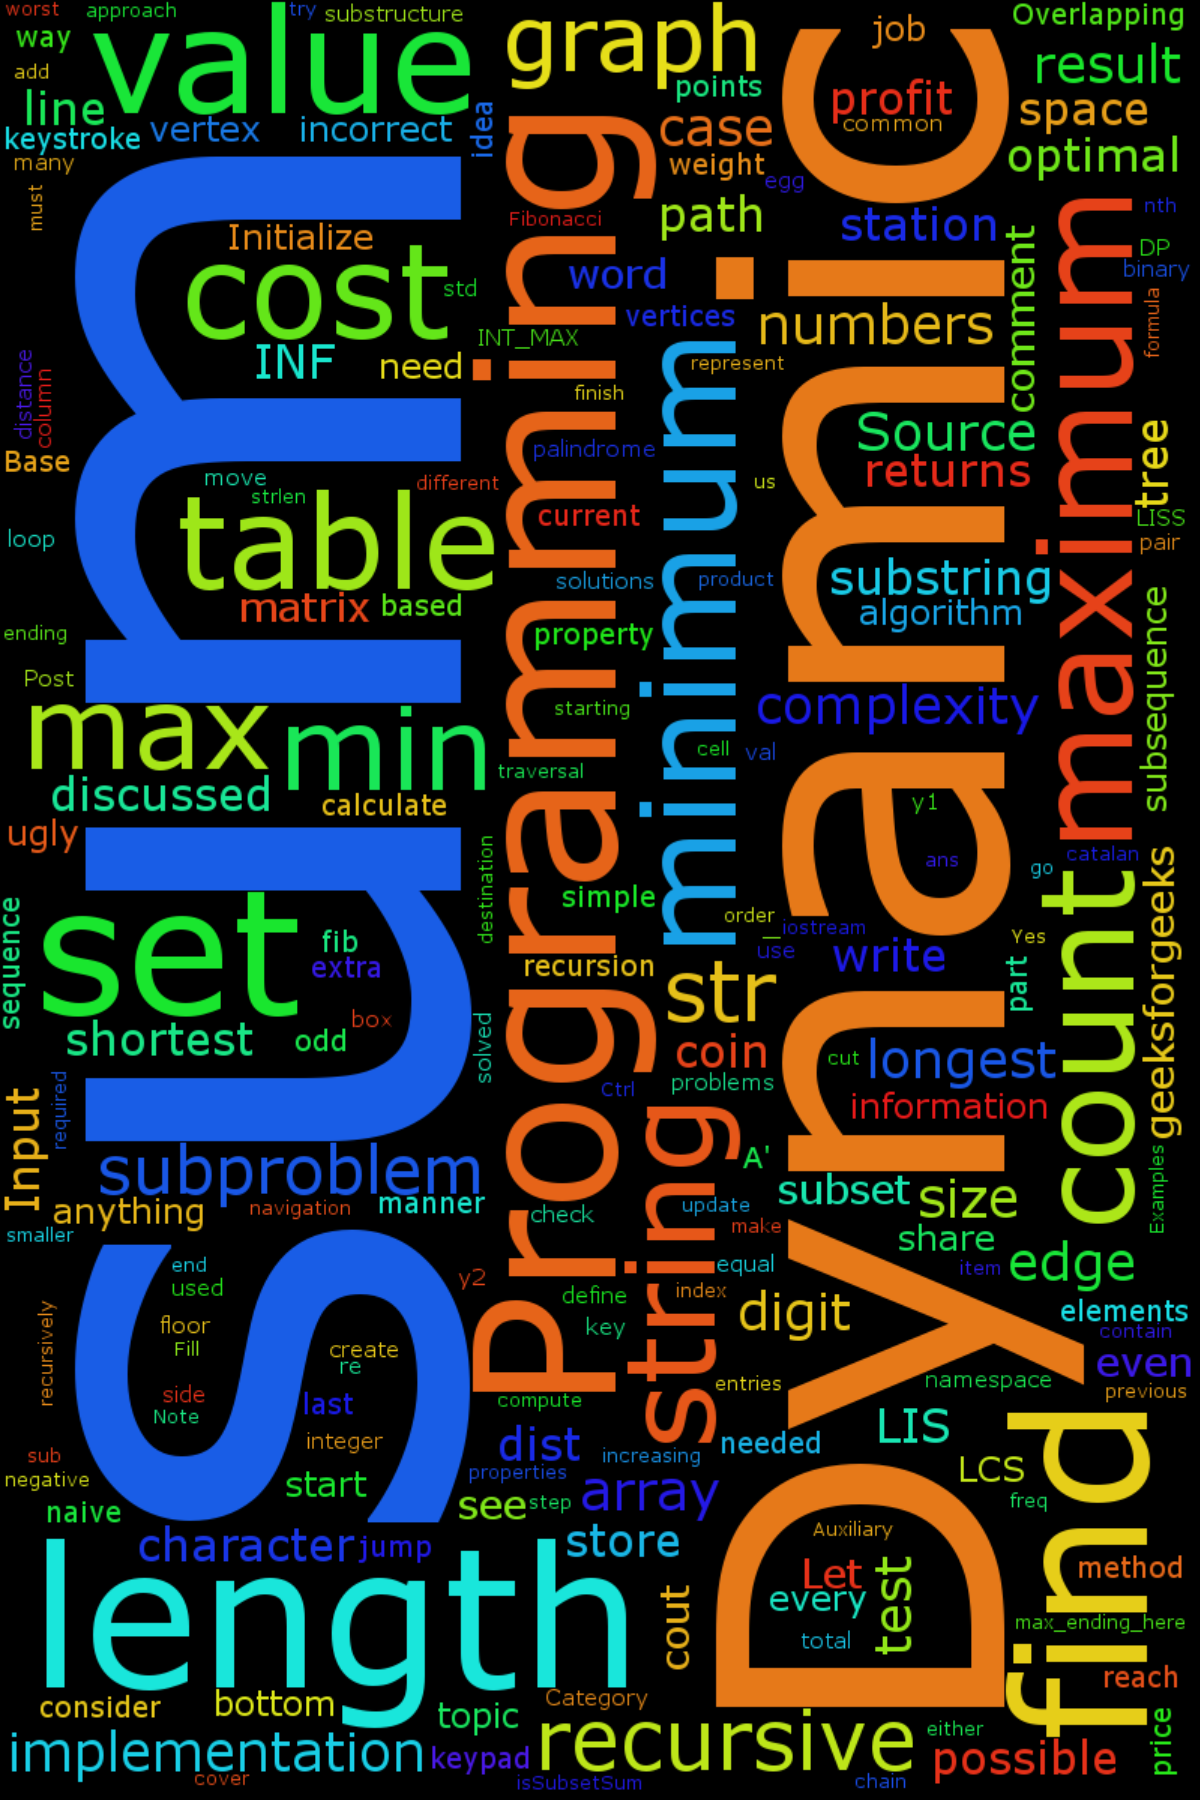 worst
approach
try
substructure
way
value
add
line
keystroke
vertex
incorrect
idea
many
must
graph
points
job
Overlapping
result
profit
common
space
case
weight
optimal
egg
Fibonacci
path
station
nth
DP
binary
formula
Sum
Programming
Dynamic
Initialize
cost
std
INF
need
INT_MAX
word
vertices
numbers
comment
maximum
represent
finish
distance
column
Base
move
strlen
different
palindrome
minimum
Source
returns
us
tree
LISS
pair
table
current
loop
matrix
based
solutions
product
substring
algorithm
ending
property
Post
max
min
starting
complexity
subsequence
discussed
calculate
traversal
cell
val
ugly
y1
ans
catalan
go
destination
simple
order_
iostream
use
write
Yes
count
geeksforgeeks
sequence
set
fib
extra
recursion
str
part
shortest
odd
box
solved
coin
problems
cut
longest
information
Input
required
Ctrl
string
A'
subproblem
subset
size
Examples
anything
navigation
manner
check
update
make
share
smaller
end
used
y2
equal
item
edge
define
index
digit
elements
recursively
floor
Fill
create
re
key
contain
even
side
Note
last
compute
entries
namespace
previous
integer
dist
increasing
needed
LIS
find
sub
negative
start
properties
LCS
see
step
array
freq
naive
character
jump
store
Auxiliary
length
cout
Let
every
test
method
total
max_ending_here
reach
consider
bottom
topic
Category
recursive
either
price
implementation
keypad
possible
cover
isSubsetSum
chain